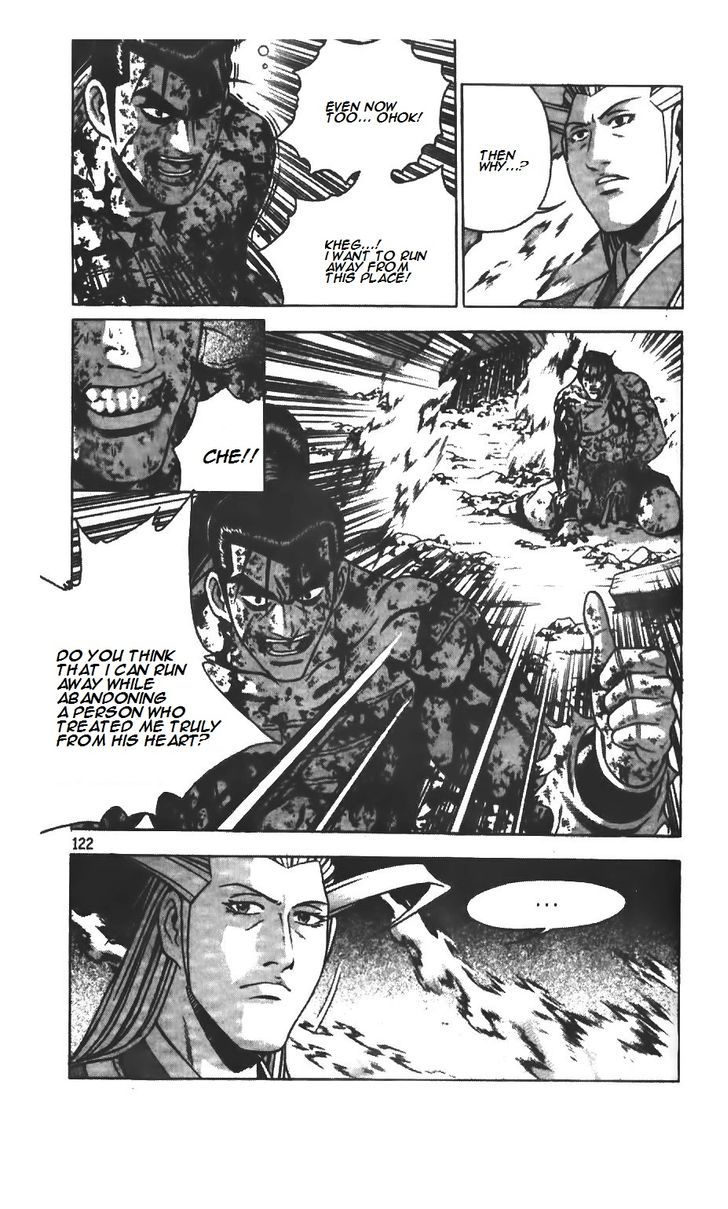 EVEN NOW
TOO... OHOK!
KHEG...!
I WANT TO RUN
AWAY FROM
THIS PLACE!
THEN
WHY...?
CHE!!
DO YOU THINK
THAT I CAN RUN
AWAY WHILE
ABANDONING
A PERSON WHO
TREATED ME TRULY
FROM HIS HEART?
122
...